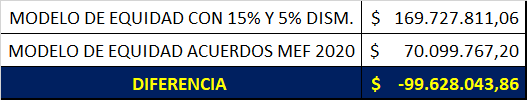 MODELO DE EQUIDAD CON 15% Y 5% DISM. $ 169.727.811,06
MODELO DE EQUIDAD ACUERDOS MEF 2020 $ 70.099.767,20
DIFERENCIA $ -99.628.043,86